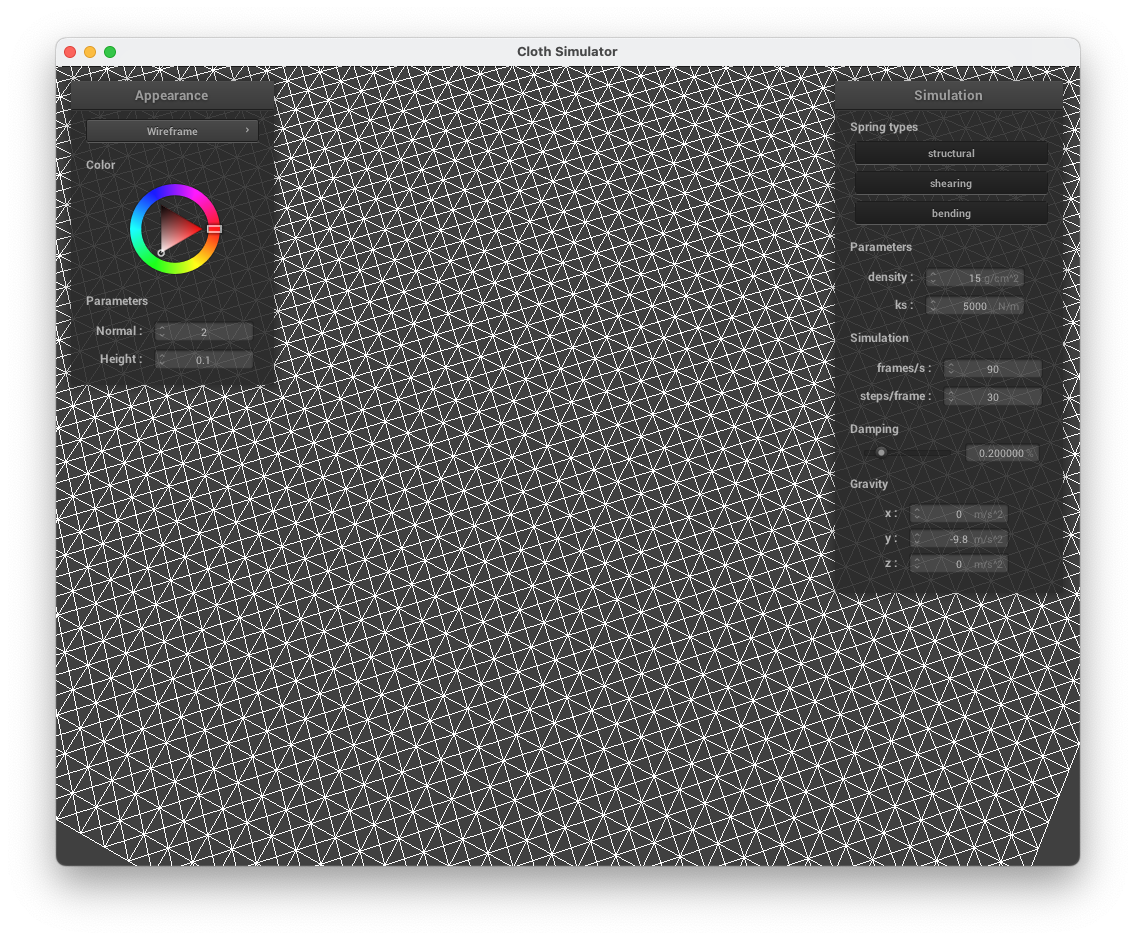 Cloth Simulator
Appearance
Wireframe
Color
Parameters
Normal : 2
Height : 0.1
Simulation
Spring types
structural
shearing
bending
Parameters
density : 15 g/cm^2
ks : 5000 N/m
Simulation
frames/s : 90
steps/frame : 30
Damping
0.200000 %
Gravity
x : 0 m/s^2
y : -9.8 m/s^2
z : 0 m/s^2